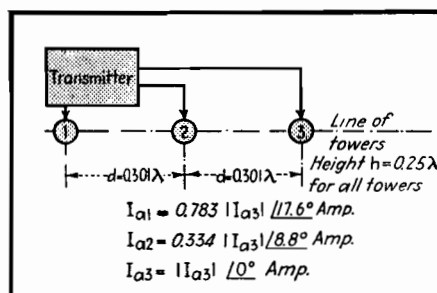 Transmitter
1 2 3 Line of
towers
Height h=0.25λ
for all towers
d=0.301λ d=0.301λ
Ia1 = 0.783 |Ia3| /17.6° Amp.
Ia2 = 0.334 |Ia3| /8.8° Amp.
Ia3 = |Ia3| /0° Amp.